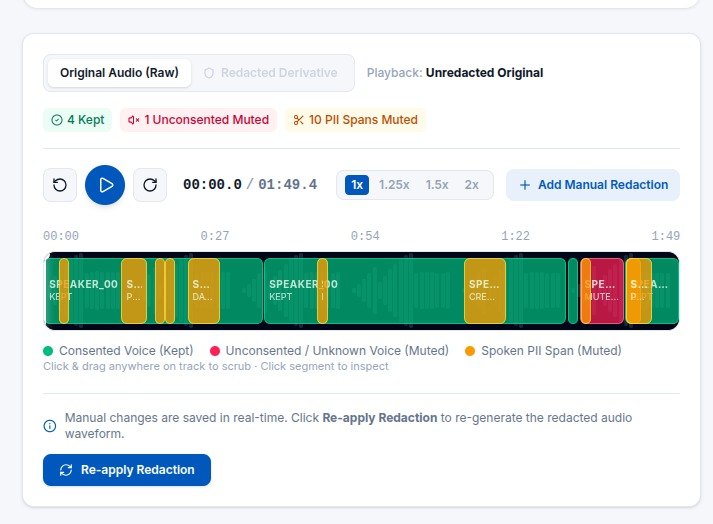 Original Audio (Raw) Redacted Derivative Playback: Unredacted Original
4 Kept 1 Unconsented Muted 10 PII Spans Muted
00:00.0 / 01:49.4 1x 1.25x 1.5x 2x + Add Manual Redaction
00:00 0:27 0:54 1:22 1:49
SPEAKER_00 S... S... SPEAKER_00 SPE... SPE...
KEPT P... DA... KEPT CRE... MUTE...
Consented Voice (Kept) Unconsented / Unknown Voice (Muted) Spoken PII Span (Muted)
Click & drag anywhere on track to scrub · Click segment to inspect
Manual changes are saved in real-time. Click Re-apply Redaction to re-generate the redacted audio
waveform.
Re-apply Redaction